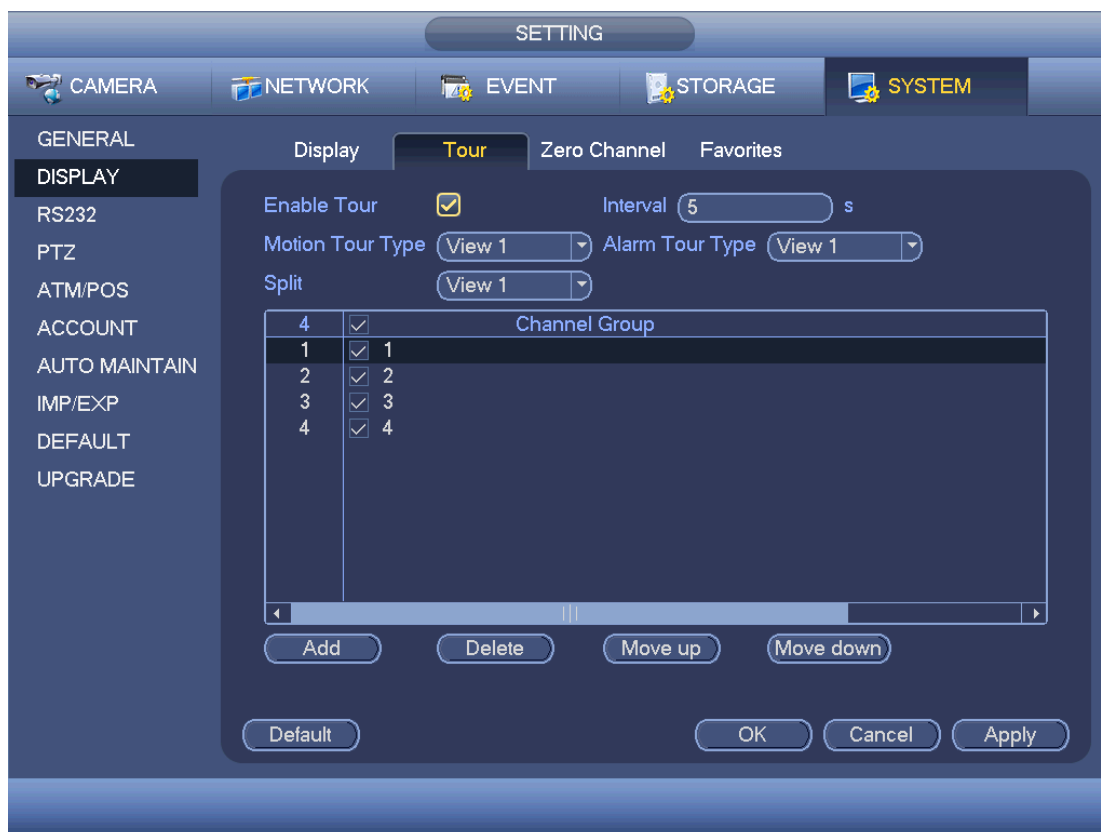 SETTING
CAMERA NETWORK EVENT STORAGE SYSTEM
GENERAL
DISPLAY
RS232
PTZ
ATM/POS
ACCOUNT
AUTO MAINTAIN
IMP/EXP
DEFAULT
UPGRADE
Display Tour Zero Channel Favorites
Enable Tour Interval 5 s
Motion Tour Type View 1 Alarm Tour Type View 1
Split View 1
4 Channel Group
1 1
2 2
3 3
4 4
Add Delete Move up Move down
Default OK Cancel Apply